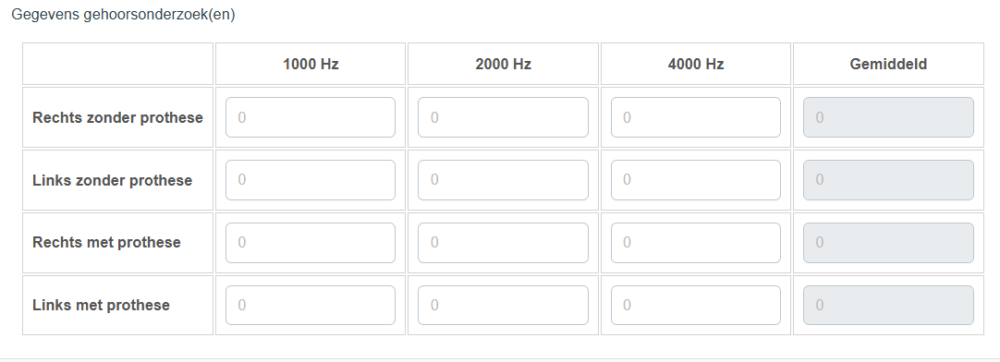 Gegevens gehoorsonderzoek(en)
1000 Hz 2000 Hz 4000 Hz Gemiddeld
Rechts zonder prothese 0 0 0 0
Links zonder prothese 0 0 0 0
Rechts met prothese 0 0 0 0
Links met prothese 0 0 0 0